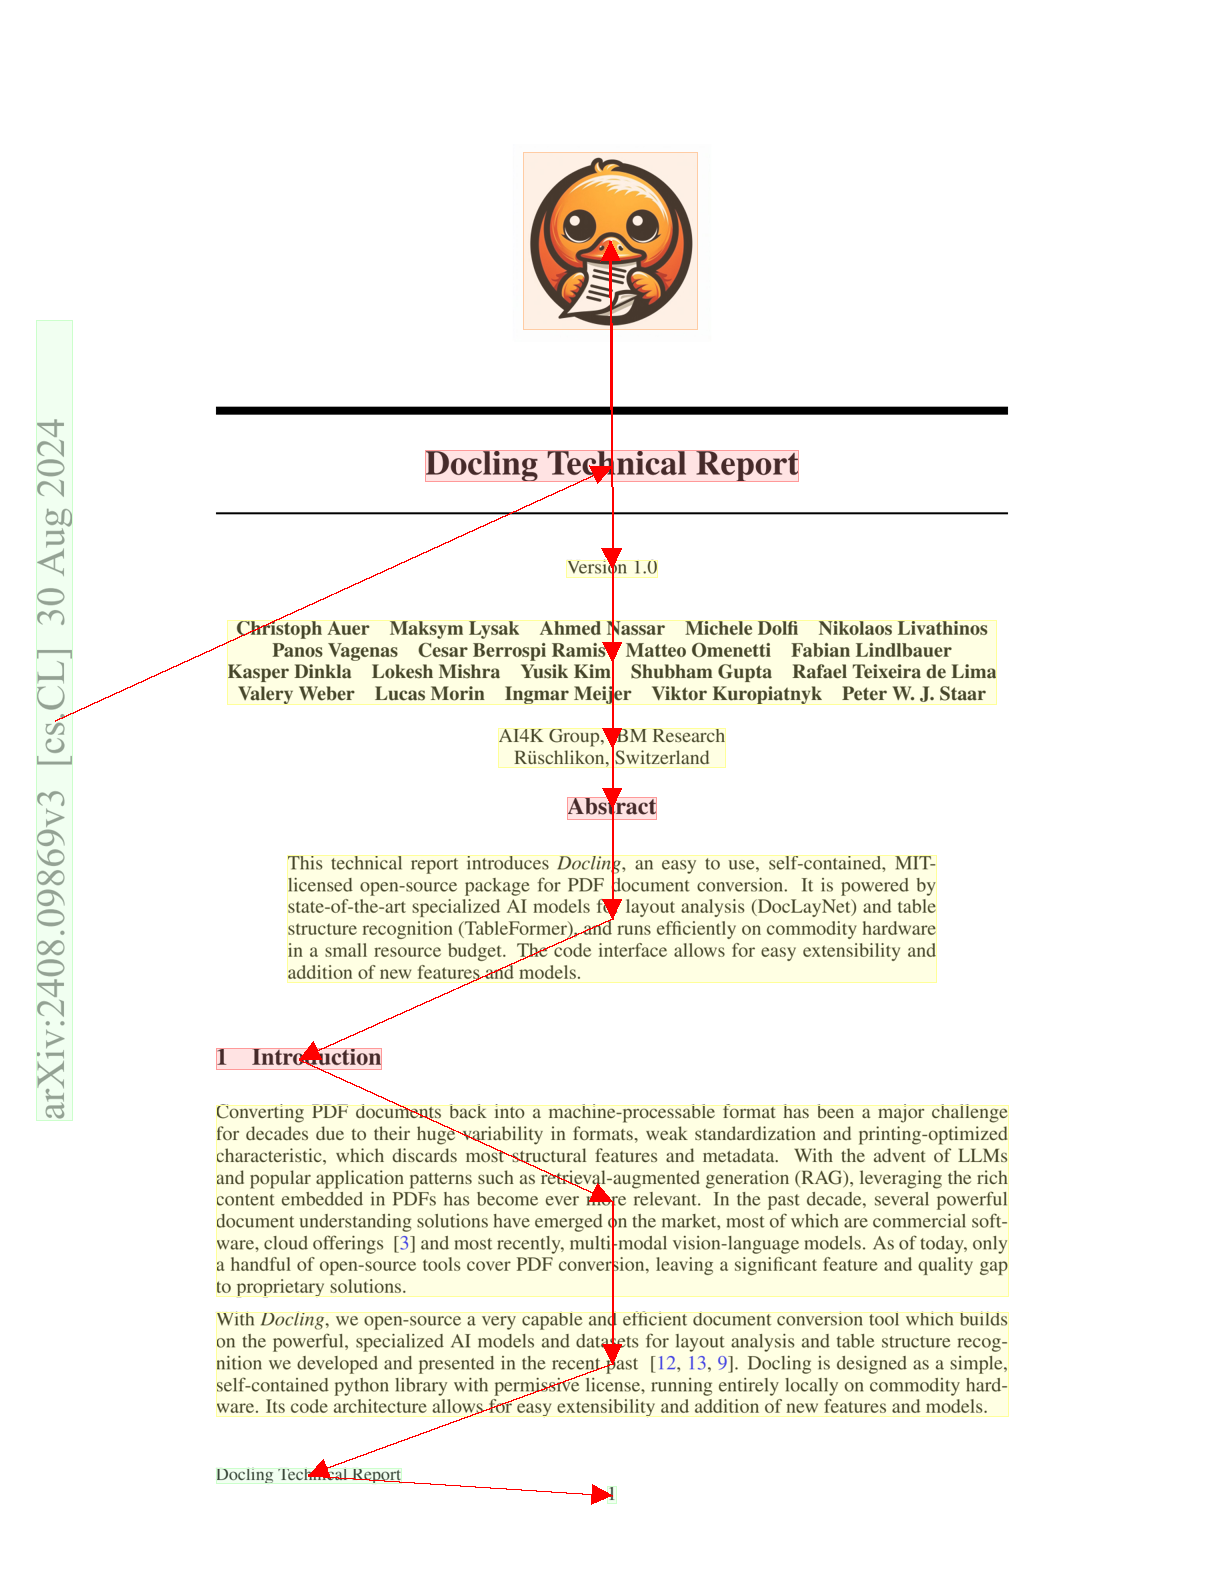 arXiv:2408.09869v3 [cs.CL] 30 Aug 2024
Docling Technical Report
Version 1.0
Christoph Auer Maksym Lysak Ahmed Nassar Michele Dolfi Nikolaos Livathinos
Panos Vagenas Cesar Berrospi Ramis Matteo Omenetti Fabian Lindlbauer
Kasper Dinkla Lokesh Mishra Yusik Kim Shubham Gupta Rafael Teixeira de Lima
Valery Weber Lucas Morin Ingmar Meijer Viktor Kuropiatnyk Peter W. J. Staar
AI4K Group, IBM Research
Rüschlikon, Switzerland
Abstract
This technical report introduces Docling, an easy to use, self-contained, MIT-
licensed open-source package for PDF document conversion. It is powered by
state-of-the-art specialized AI models for layout analysis (DocLayNet) and table
structure recognition (TableFormer), and runs efficiently on commodity hardware
in a small resource budget. The code interface allows for easy extensibility and
addition of new features and models.
1 Introduction
Converting PDF documents back into a machine-processable format has been a major challenge
for decades due to their huge variability in formats, weak standardization and printing-optimized
characteristic, which discards most structural features and metadata. With the advent of LLMs
and popular application patterns such as retrieval-augmented generation (RAG), leveraging the rich
content embedded in PDFs has become ever more relevant. In the past decade, several powerful
document understanding solutions have emerged on the market, most of which are commercial soft-
ware, cloud offerings [3] and most recently, multi-modal vision-language models. As of today, only
a handful of open-source tools cover PDF conversion, leaving a significant feature and quality gap
to proprietary solutions.
With Docling, we open-source a very capable and efficient document conversion tool which builds
on the powerful, specialized AI models and datasets for layout analysis and table structure recog-
nition we developed and presented in the recent past [12, 13, 9]. Docling is designed as a simple,
self-contained python library with permissive license, running entirely locally on commodity hard-
ware. Its code architecture allows for easy extensibility and addition of new features and models.
Docling Technical Report
1